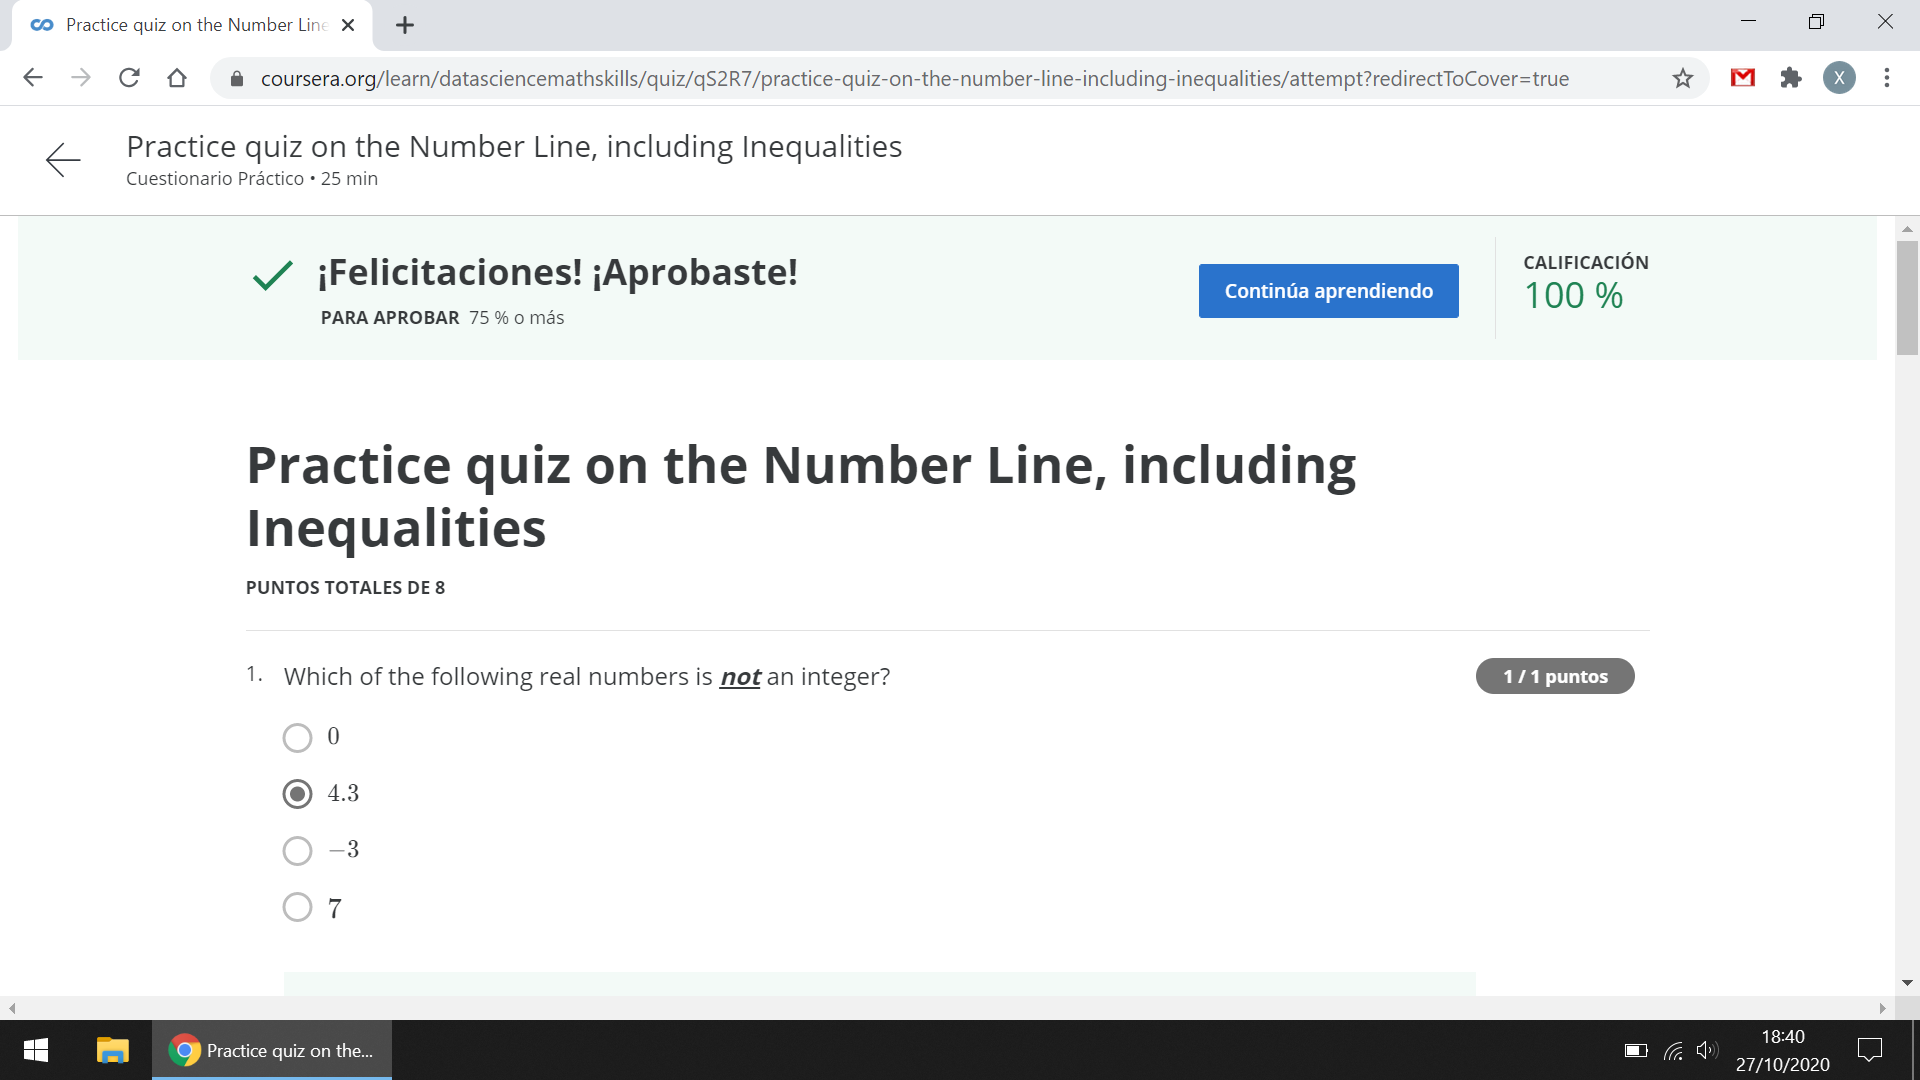 Practice quiz on the Number Line
coursera.org/learn/datasciencemathskills/quiz/qS2R7/practice-quiz-on-the-number-line-including-inequalities/attempt?redirectToCover=true
X
Practice quiz on the Number Line, including Inequalities
Cuestionario Práctico • 25 min
¡Felicitaciones! ¡Aprobaste!
PARA APROBAR 75 % o más
Continúa aprendiendo
CALIFICACIÓN
100 %
Practice quiz on the Number Line, including
Inequalities
PUNTOS TOTALES DE 8
1. Which of the following real numbers is not an integer?
1 / 1 puntos
0
4.3
−3
7
Practice quiz on the...
18:40
27/10/2020